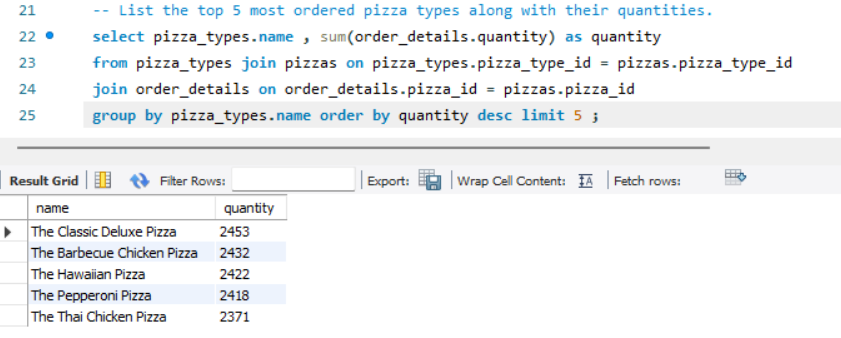 21 -- List the top 5 most ordered pizza types along with their quantities.
22 select pizza_types.name , sum(order_details.quantity) as quantity
23 from pizza_types join pizzas on pizza_types.pizza_type_id = pizzas.pizza_type_id
24 join order_details on order_details.pizza_id = pizzas.pizza_id
25 group by pizza_types.name order by quantity desc limit 5 ;
Result Grid Filter Rows: Export: Wrap Cell Content: IA Fetch rows:
name quantity
The Classic Deluxe Pizza 2453
The Barbecue Chicken Pizza 2432
The Hawaiian Pizza 2422
The Pepperoni Pizza 2418
The Thai Chicken Pizza 2371